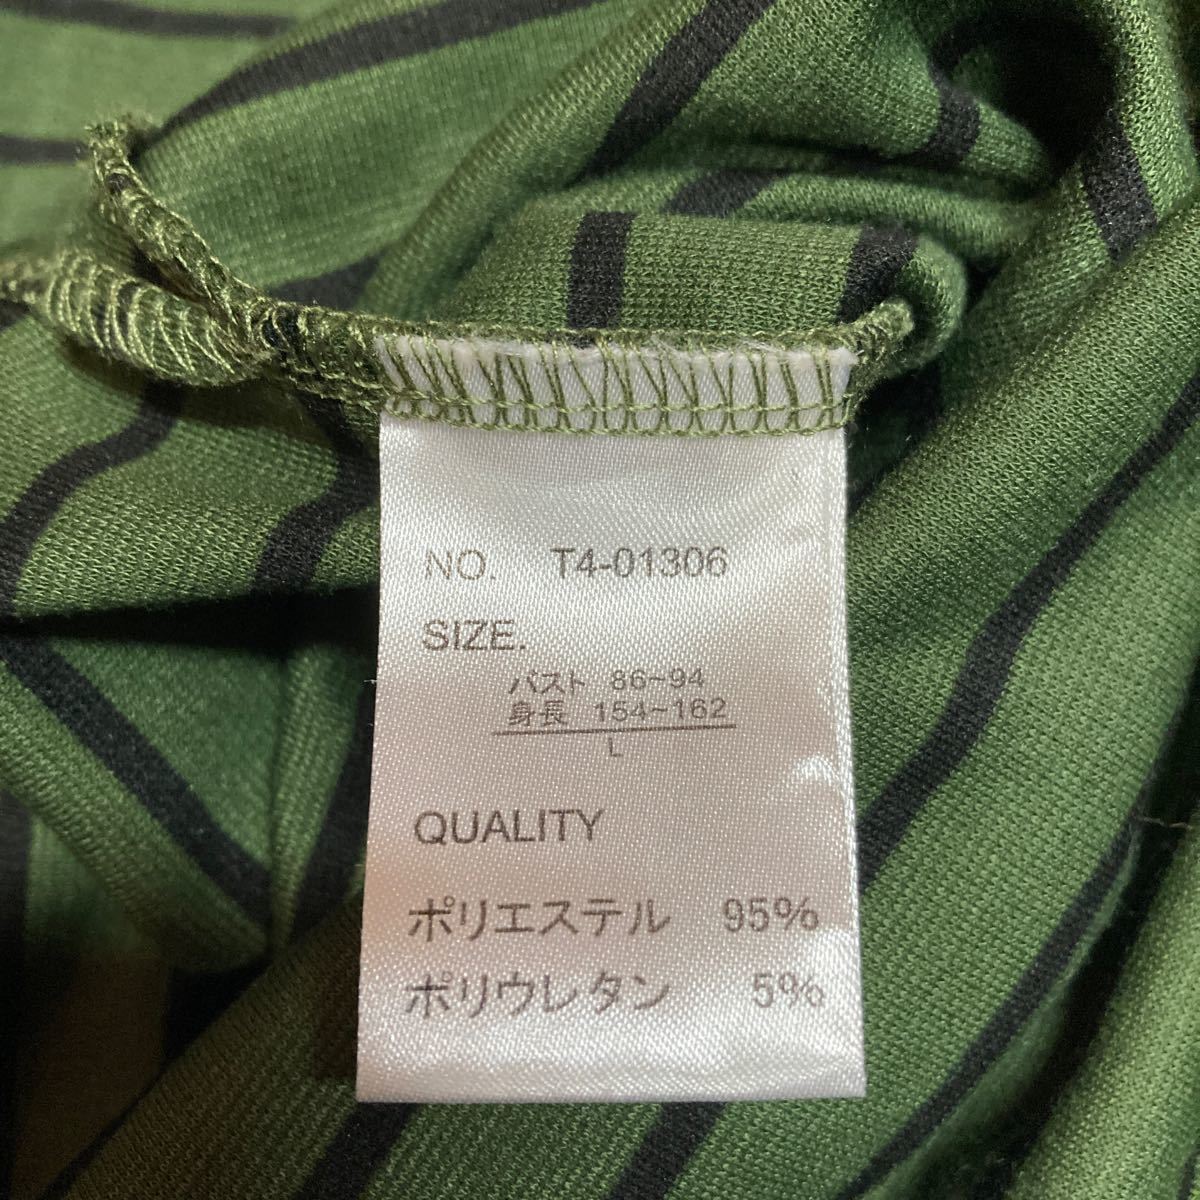 NO. T4-01306
SIZE.
バスト 86~94
身長 154~162
L
QUALITY
ポリエステル 95%
ポリウレタン 5%